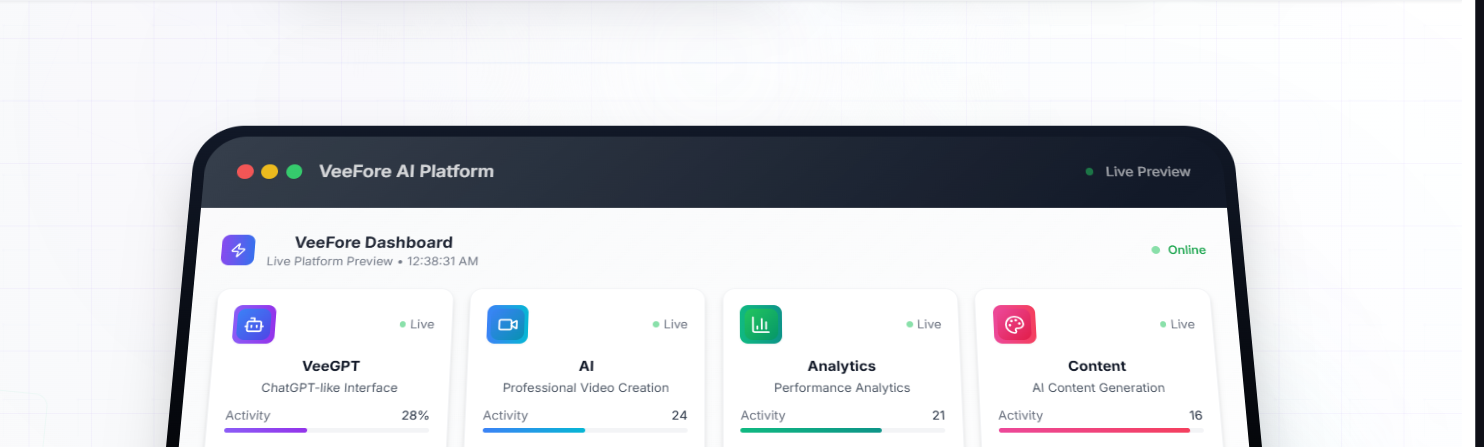 VeeFore AI Platform
Live Preview
VeeFore Dashboard
Live Platform Preview • 12:38:31 AM
Online
Live
VeeGPT
ChatGPT-like Interface
Activity 28%
Live
AI
Professional Video Creation
Activity 24
Live
Analytics
Performance Analytics
Activity 21
Live
Content
AI Content Generation
Activity 16